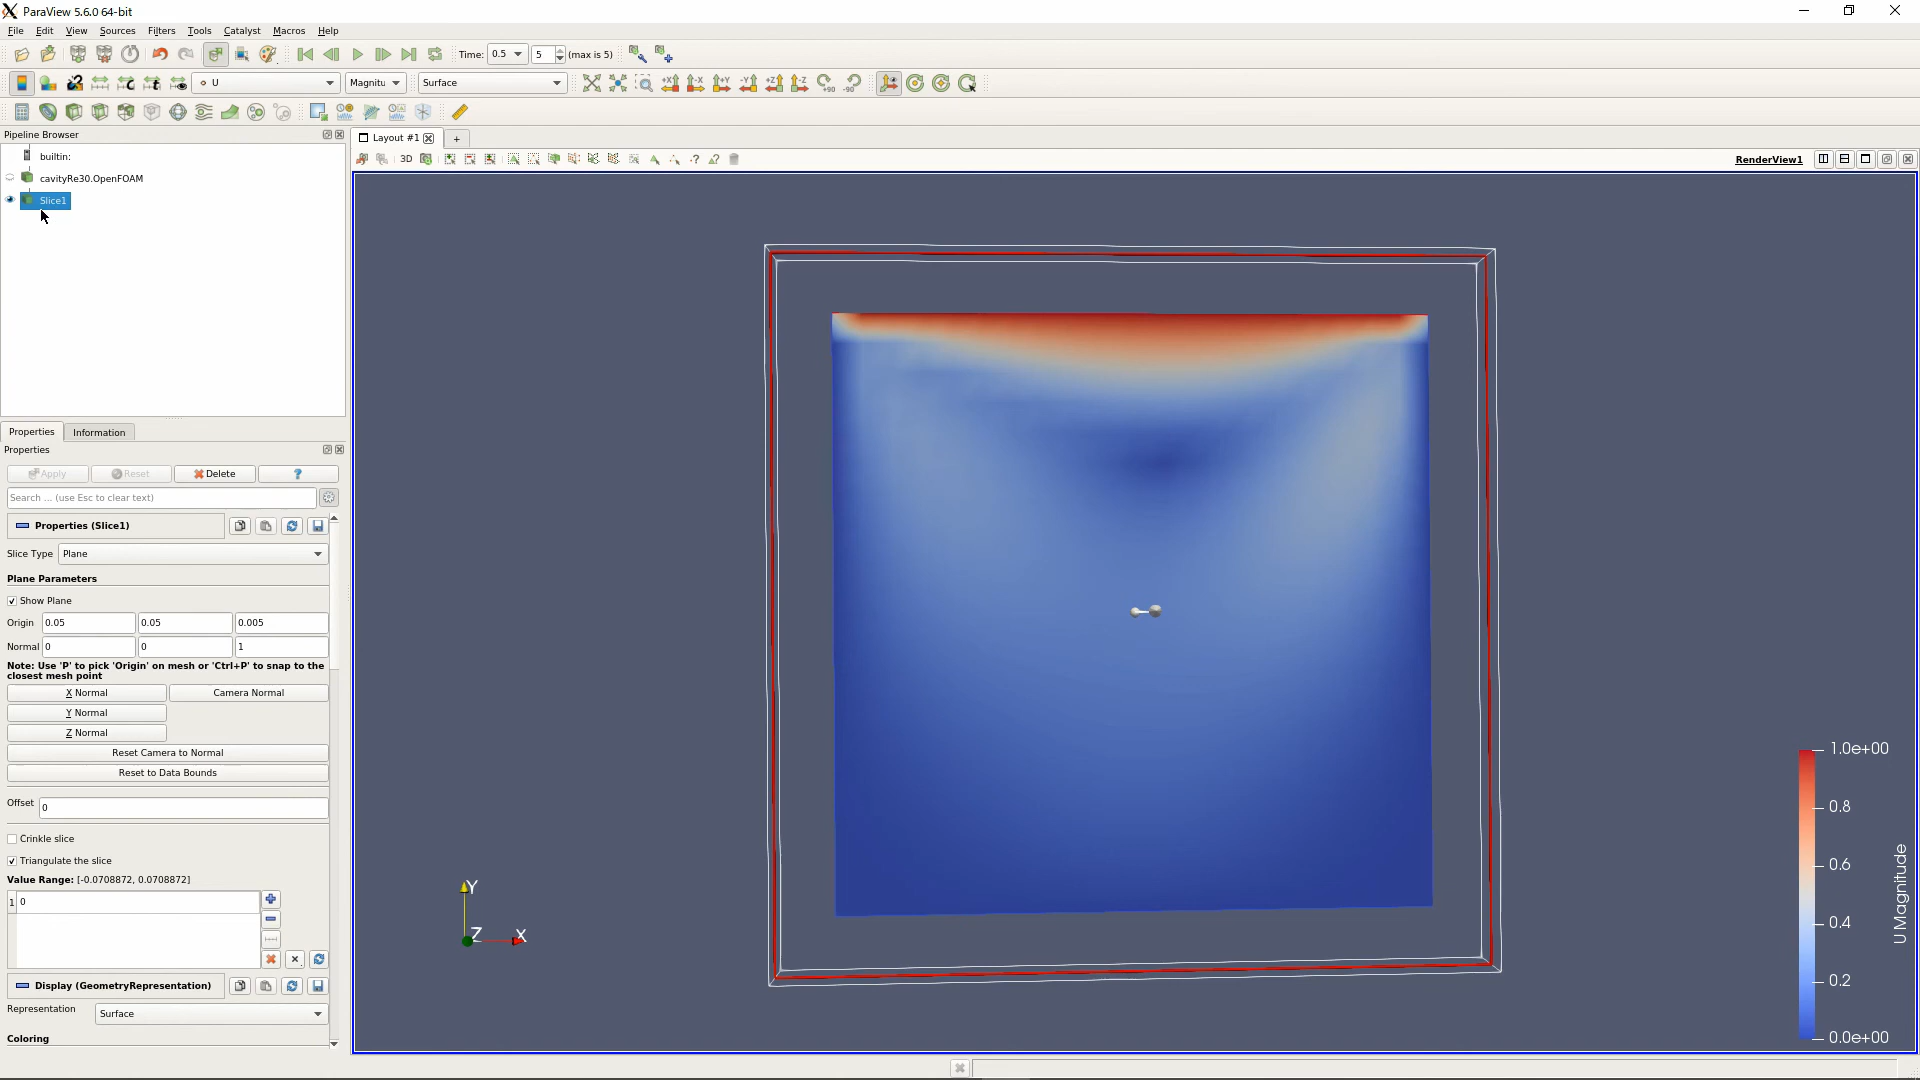 ParaView 5.6.0 64-bit
File Edit View Sources Filters Tools Catalyst Macros Help
Time: 0.5 5 (max is 5)
U Magnitu Surface
+X -X +Y -Y +Z -Z +90 -90
Pipeline Browser
Layout #1 +
builtin:
3D RenderView1
cavityRe30.OpenFOAM
Slice1
Properties Information
Properties
Apply Reset Delete ?
Search ... (use Esc to clear text)
Properties (Slice1)
Slice Type Plane
Plane Parameters
Show Plane
Origin 0.05 0.05 0.005
Normal 0 0 1
Note: Use 'P' to pick 'Origin' on mesh or 'Ctrl+P' to snap to the
closest mesh point
X Normal Camera Normal
Y Normal
Z Normal
Reset Camera to Normal
Reset to Data Bounds
Offset 0
Crinkle slice
Triangulate the slice
Value Range: [-0.0708872, 0.0708872]
1 0
Display (GeometryRepresentation)
Representation Surface
Coloring
Y
Z X
1.0e+00
0.8
0.6
0.4
0.2
0.0e+00
U Magnitude